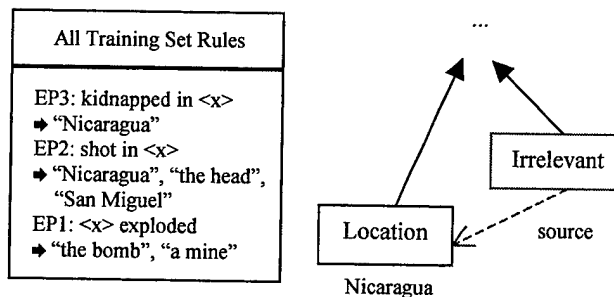 All Training Set Rules
EP3: kidnapped in <x>
➔ “Nicaragua”
EP2: shot in <x>
➔ “Nicaragua”, “the head”,
“San Miguel”
EP1: <x> exploded
➔ “the bomb”, “a mine”
...
Irrelevant
Location
source
Nicaragua